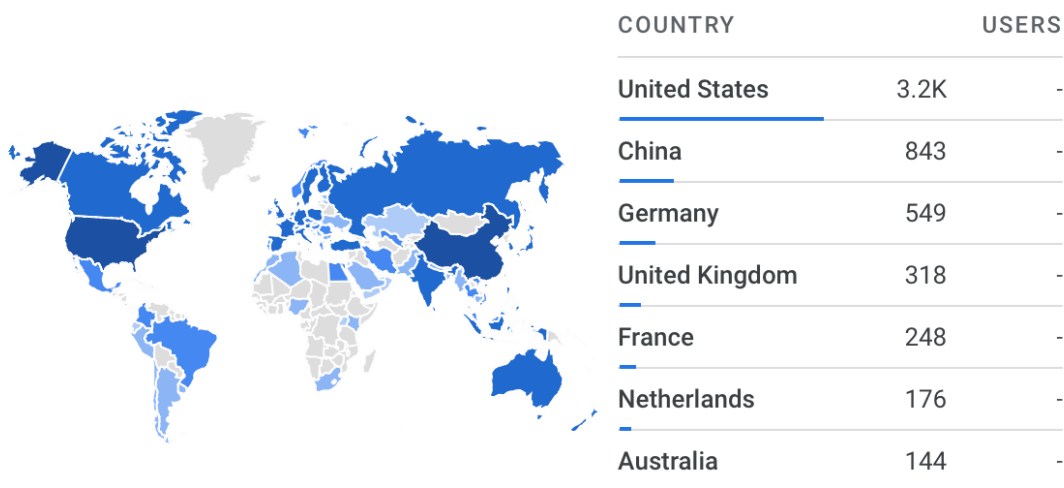 COUNTRY USERS
United States 3.2K -
China 843 -
Germany 549 -
United Kingdom 318 -
France 248 -
Netherlands 176 -
Australia 144 -